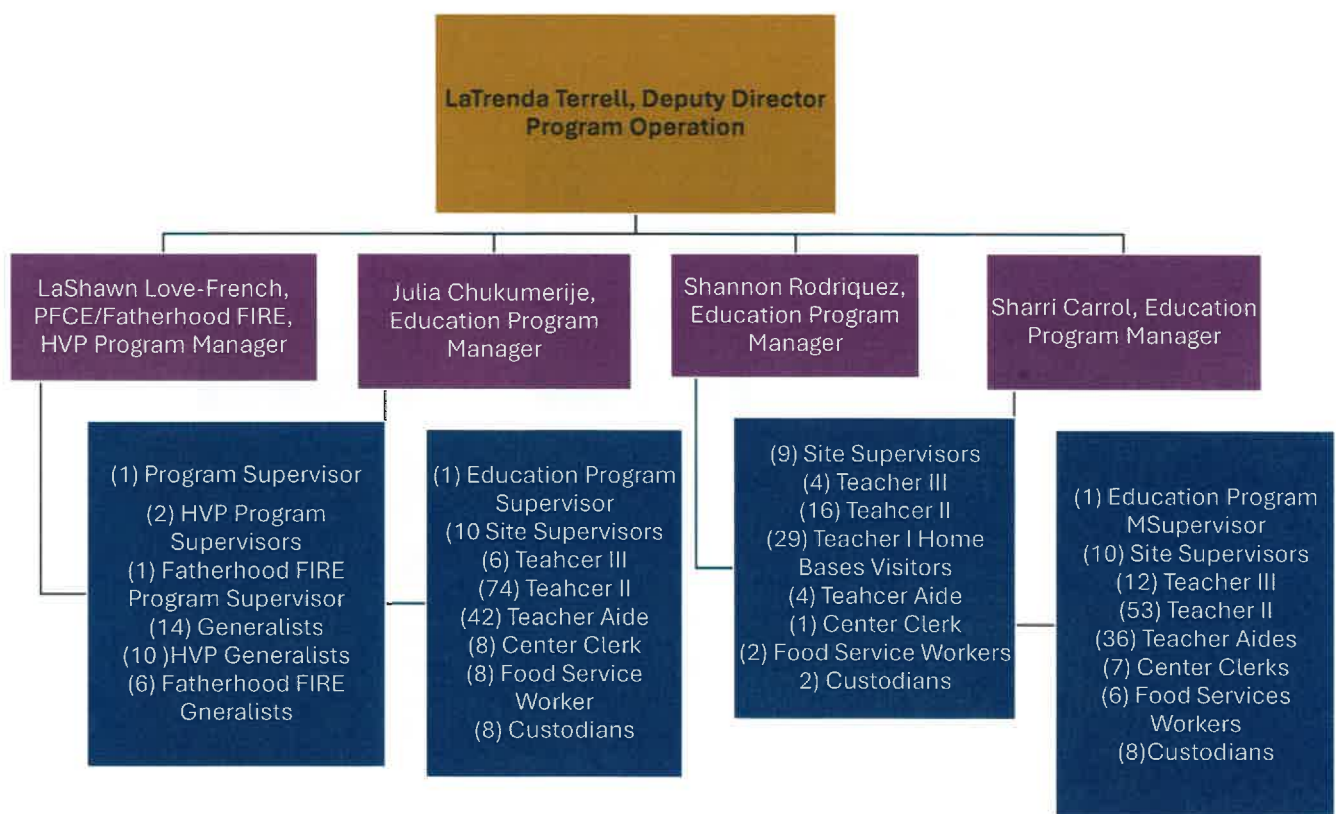 LaTrenda Terrell, Deputy Director
Program Operation
LaShawn Love-French,
PFCE/Fatherhood FIRE,
HVP Program Manager
Julia Chukumerije,
Education Program
Manager
Shannon Rodriquez,
Education Program
Manager
Sharri Carrol, Education
Program Manager
(1) Program Supervisor
(2) HVP Program
Supervisors
(1) Fatherhood FIRE
Program Supervisor
(14) Generalists
(10 )HVP Generalists
(6) Fatherhood FIRE
Gneralists
(1) Education Program
Supervisor
(10 Site Supervisors
(6) Teahcer III
(74) Teahcer II
(42) Teacher Aide
(8) Center Clerk
(8) Food Service
Worker
(8) Custodians
(9) Site Supervisors
(4) Teacher III
(16) Teahcer II
(29) Teacher I Home
Bases Visitors
(4) Teahcer Aide
(1) Center Clerk
(2) Food Service Workers
2) Custodians
(1) Education Program
MSupervisor
(10) Site Supervisors
(12) Teacher III
(53) Teacher II
(36) Teacher Aides
(7) Center Clerks
(6) Food Services
Workers
(8)Custodians